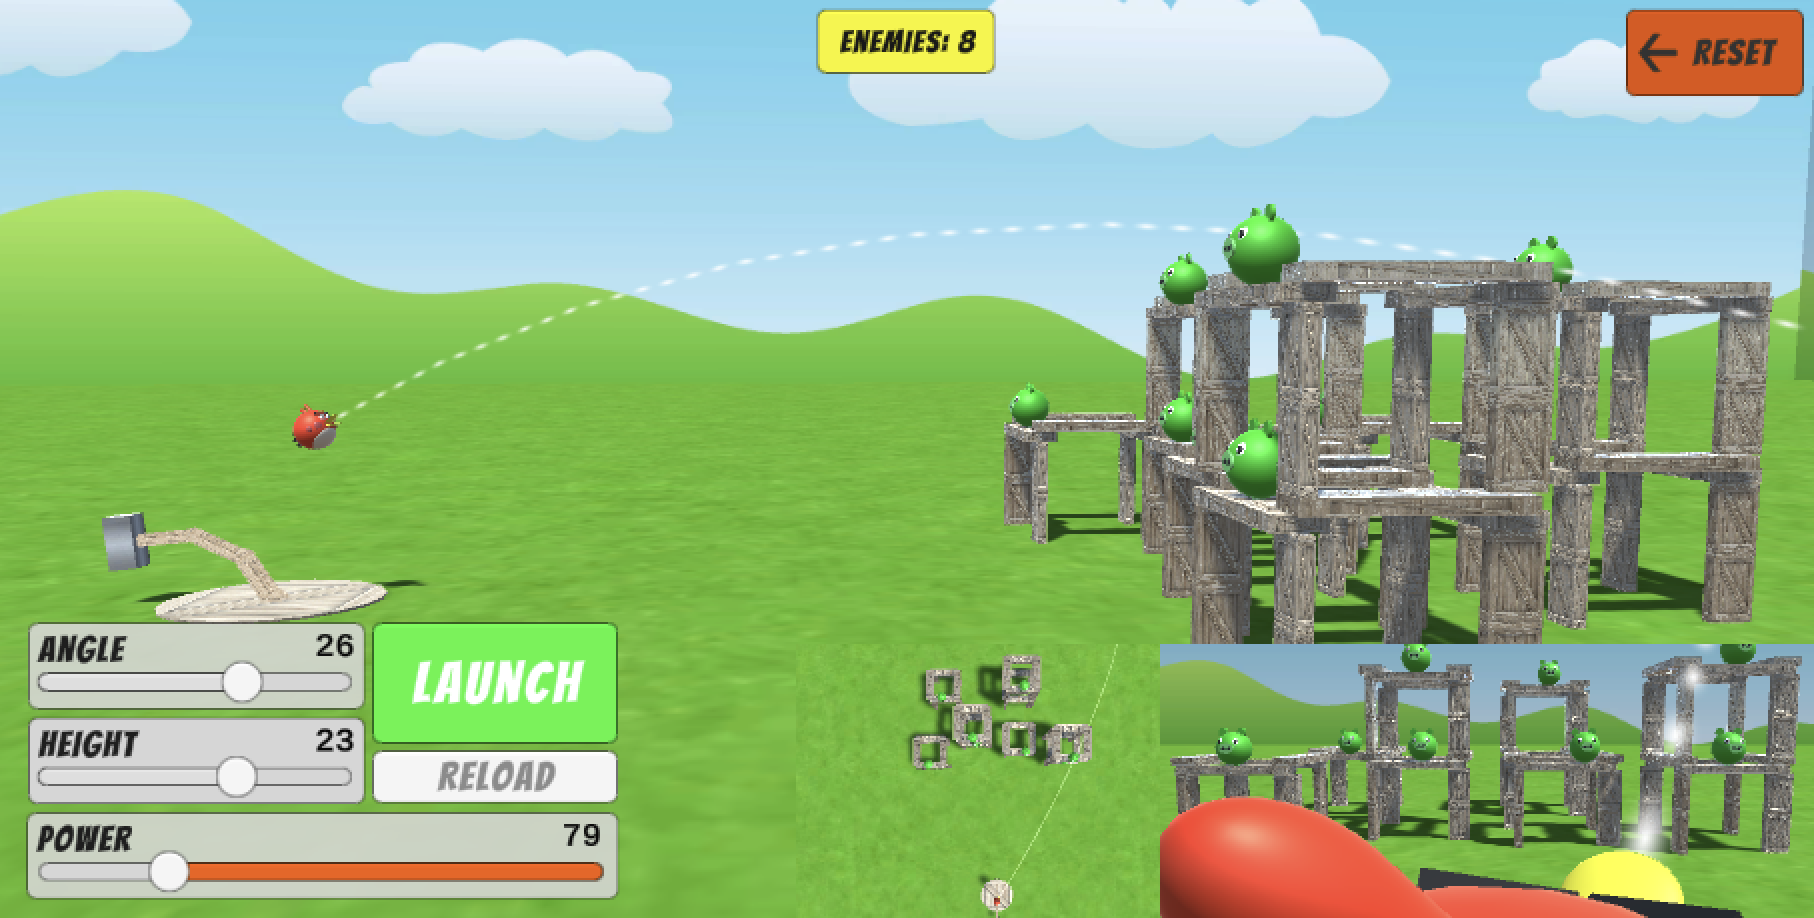 ENEMIES: 8
← RESET
ANGLE 26
LAUNCH
HEIGHT 23
RELOAD
POWER 79